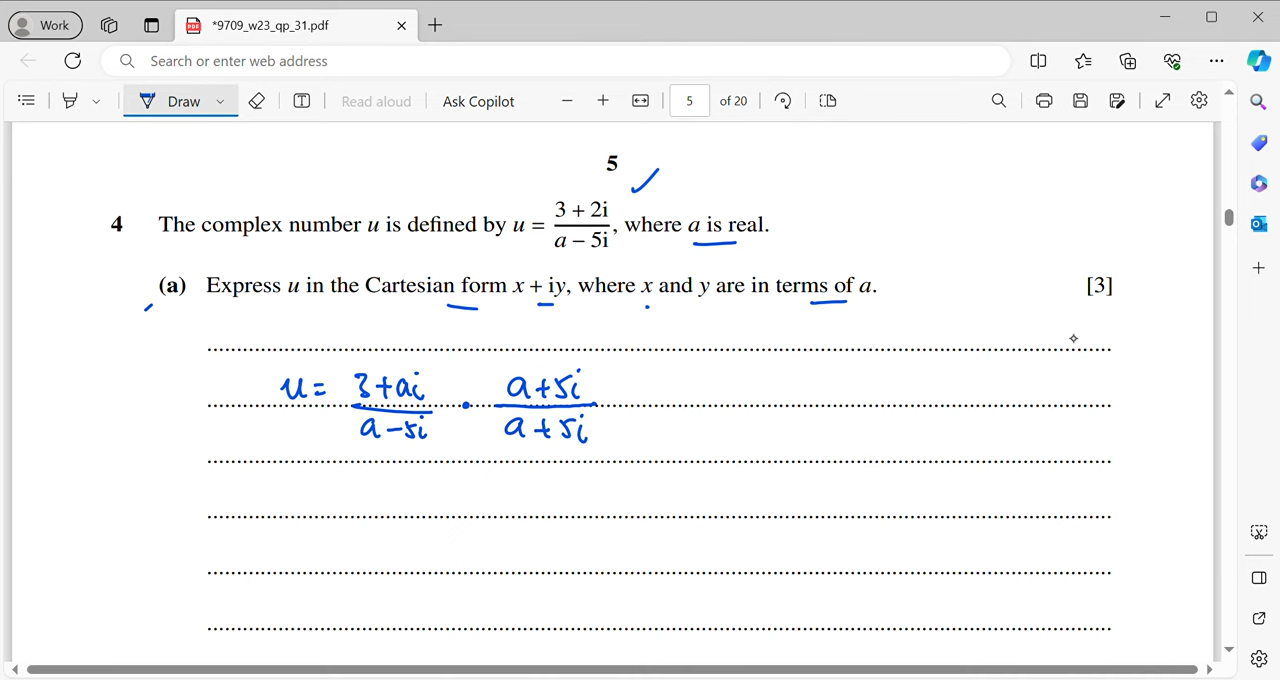 Work
*9709_w23_qp_31.pdf
Search or enter web address
Draw
Read aloud
Ask Copilot
5
of 20
5
4 The complex number u is defined by u = (3 + 2i)/(a − 5i), where a is real.
(a) Express u in the Cartesian form x + iy, where x and y are in terms of a. [3]
u = (3+ai)/(a-5i) · (a+5i)/(a+5i)